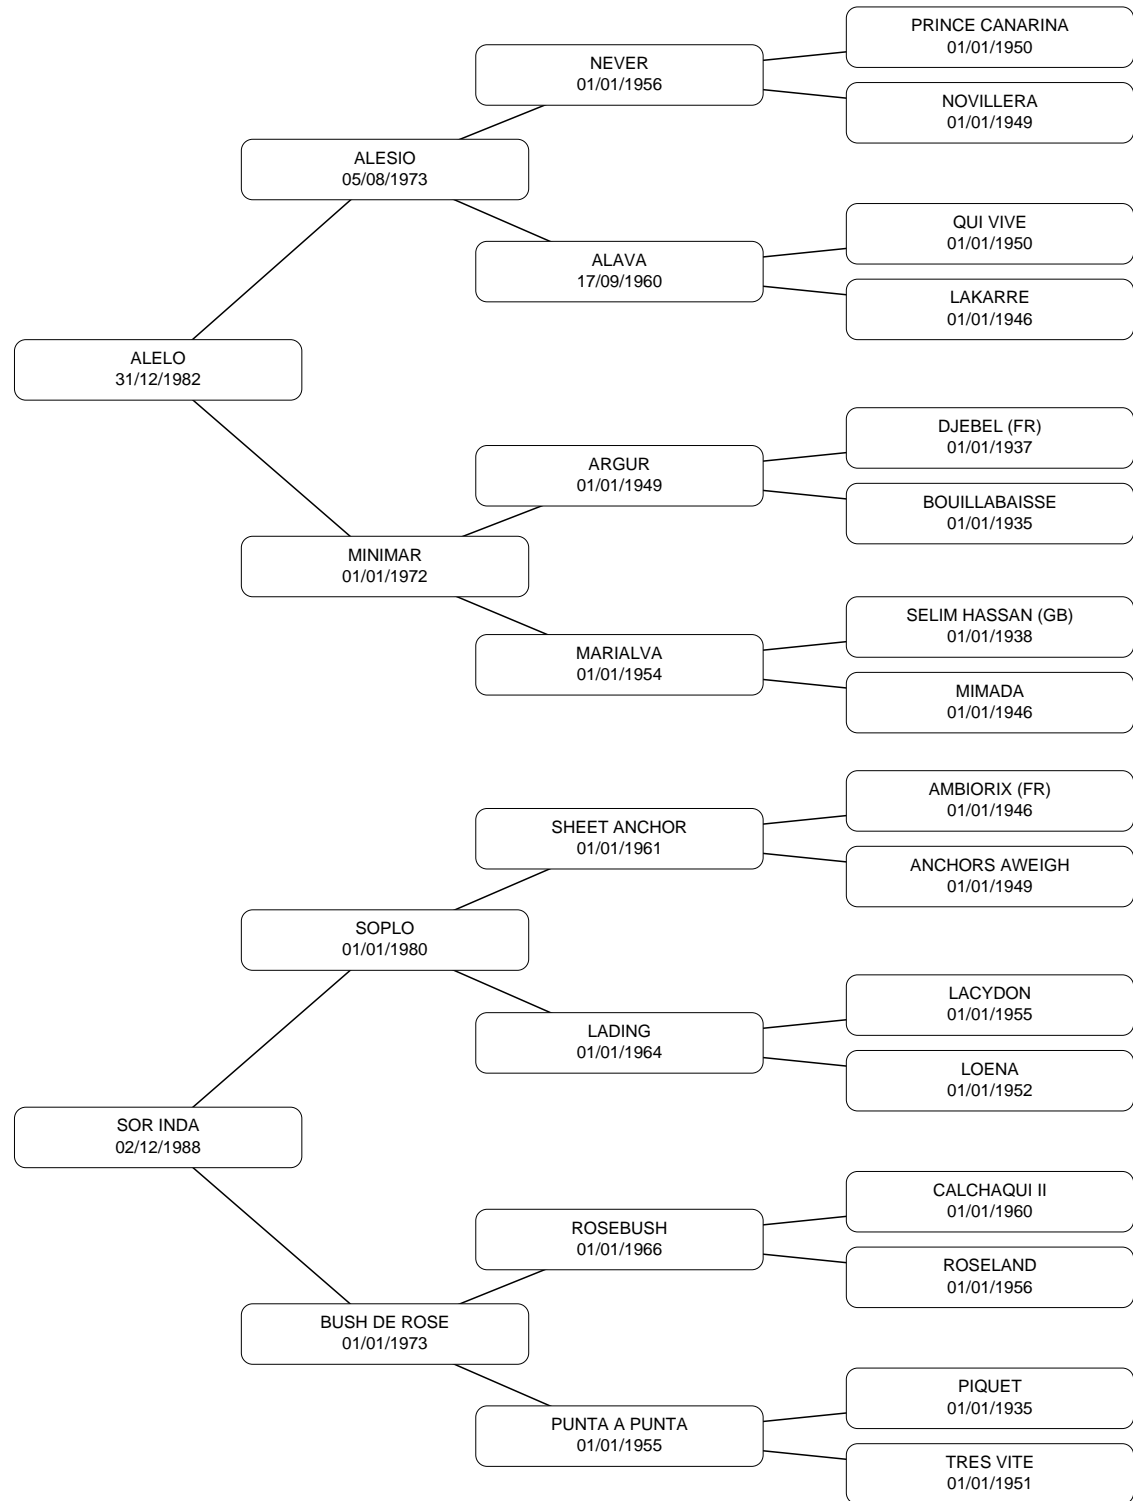 PRINCE CANARINA
01/01/1950
NEVER
01/01/1956
NOVILLERA
01/01/1949
ALESIO
05/08/1973
QUI VIVE
01/01/1950
ALAVA
17/09/1960
LAKARRE
01/01/1946
ALELO
31/12/1982
DJEBEL (FR)
01/01/1937
ARGUR
01/01/1949
BOUILLABAISSE
01/01/1935
MINIMAR
01/01/1972
SELIM HASSAN (GB)
01/01/1938
MARIALVA
01/01/1954
MIMADA
01/01/1946
AMBIORIX (FR)
01/01/1946
SHEET ANCHOR
01/01/1961
ANCHORS AWEIGH
01/01/1949
SOPLO
01/01/1980
LACYDON
01/01/1955
LADING
01/01/1964
LOENA
01/01/1952
SOR INDA
02/12/1988
CALCHAQUI II
01/01/1960
ROSEBUSH
01/01/1966
ROSELAND
01/01/1956
BUSH DE ROSE
01/01/1973
PIQUET
01/01/1935
PUNTA A PUNTA
01/01/1955
TRES VITE
01/01/1951